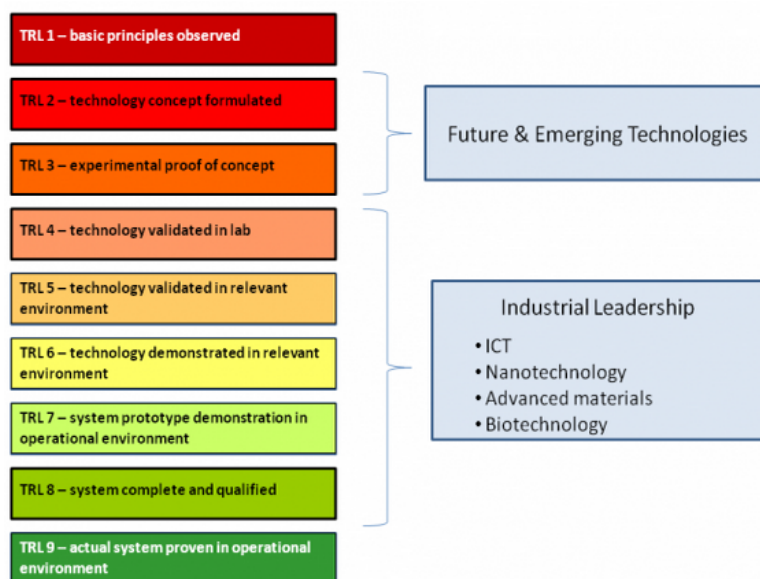 TRL 1 – basic principles observed
TRL 2 – technology concept formulated
TRL 3 – experimental proof of concept
Future & Emerging Technologies
TRL 4 – technology validated in lab
TRL 5 – technology validated in relevant
environment
TRL 6 – technology demonstrated in relevant
environment
TRL 7 – system prototype demonstration in
operational environment
TRL 8 – system complete and qualified
TRL 9 – actual system proven in operational
environment
Industrial Leadership
• ICT
• Nanotechnology
• Advanced materials
• Biotechnology